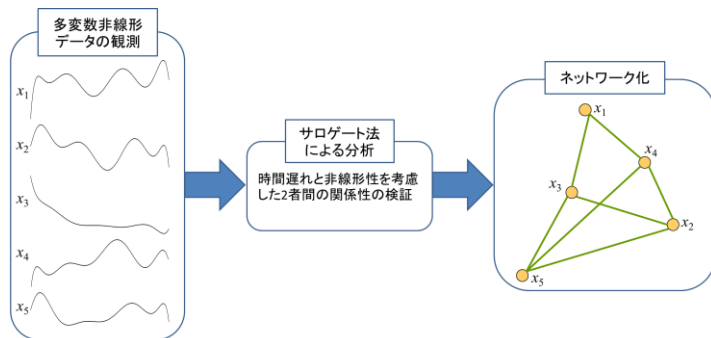 多変数非線形
データの観測
x1
x2
x3
x4
x5
サロゲート法
による分析
時間遅れと非線形性を考慮
した2者間の関係性の検証
ネットワーク化
x1
x4
x3
x2
x5